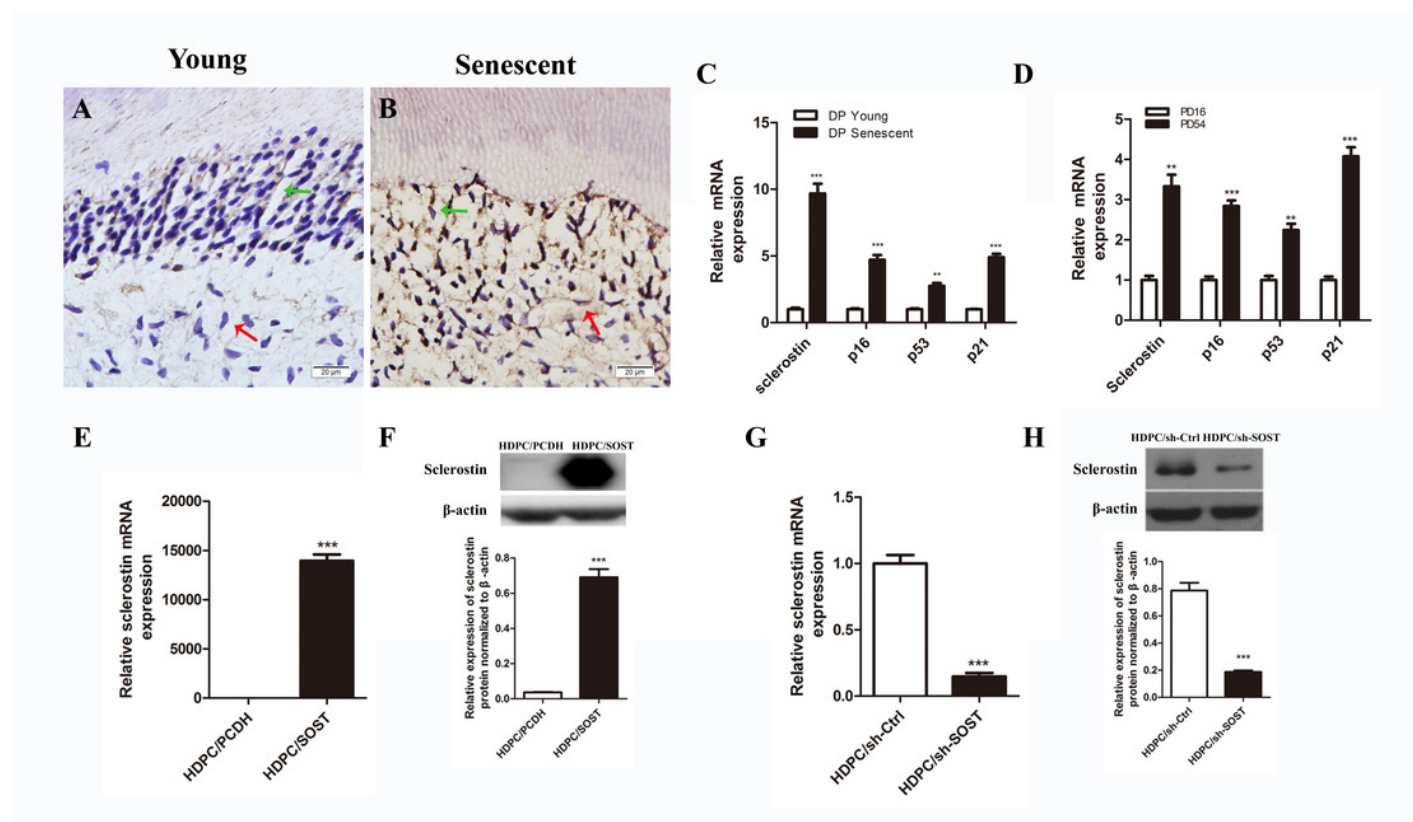 Young
Senescent
A
20 µm
B
20 µm
C
DP Young
DP Senescent
Relative mRNA
expression
15
10
5
0
***
***
**
***
sclerostin
p16
p53
p21
D
PD16
PD54
Relative mRNA
expression
5
4
3
2
1
0
**
***
**
***
Sclerostin
p16
p53
p21
E
Relative sclerostin mRNA
expression
20000
15000
10000
5000
0
***
HDPC/PCDH
HDPC/SOST
F
HDPC/PCDH HDPC/SOST
Sclerostin
β-actin
Relative expression of sclerostin
protein normalized to β -actin
0.8
0.6
0.4
0.2
0.0
***
HDPC/PCDH
HDPC/SOST
G
Relative sclerostin mRNA
expression
1.5
1.0
0.5
0.0
***
HDPC/sh-Ctrl
HDPC/sh-SOST
H
HDPC/sh-Ctrl HDPC/sh-SOST
Sclerostin
β-actin
Relative expression of sclerostin
protein normalized to β -actin
1.0
0.8
0.6
0.4
0.2
0.0
***
HDPC/sh-Ctrl
HDPC/sh-SOST